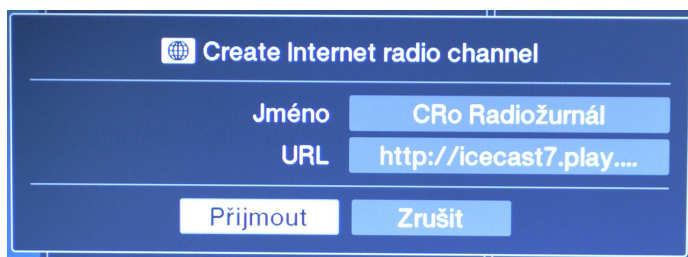 Create Internet radio channel
Jméno CRo Radiožurnál
URL http://icecast7.play....
Přijmout Zrušit